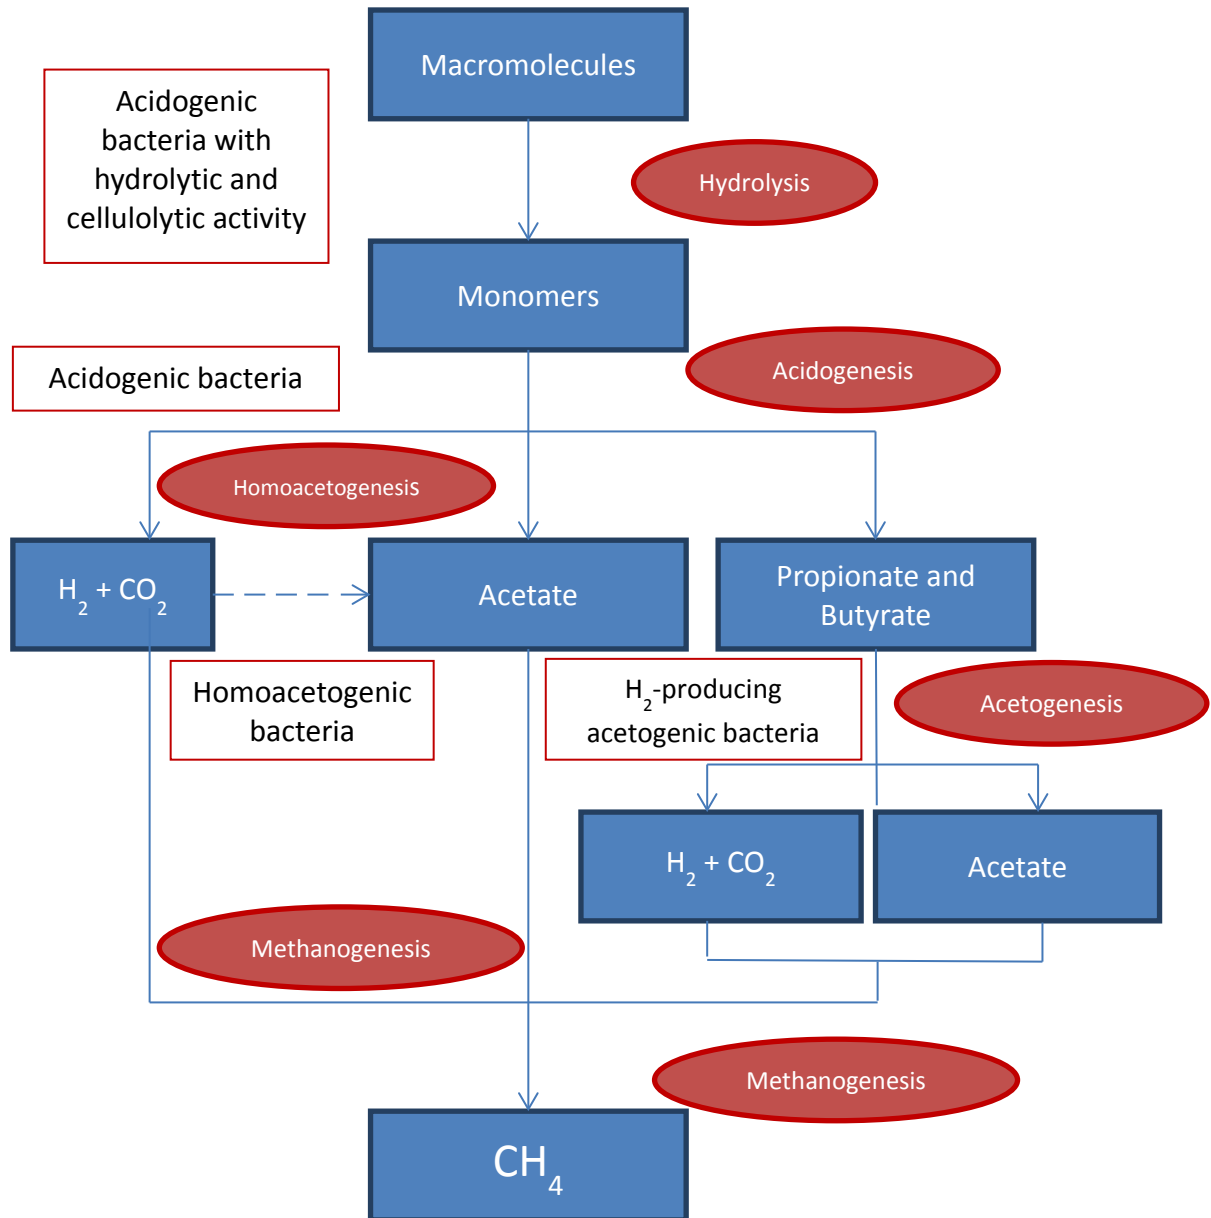 Macromolecules
Acidogenic
bacteria with
hydrolytic and
cellulolytic activity
Hydrolysis
Monomers
Acidogenic bacteria
Acidogenesis
Homoacetogenesis
H₂ + CO₂
Acetate
Propionate and
Butyrate
Homoacetogenic
bacteria
H₂-producing
acetogenic bacteria
Acetogenesis
H₂ + CO₂
Acetate
Methanogenesis
Methanogenesis
CH₄